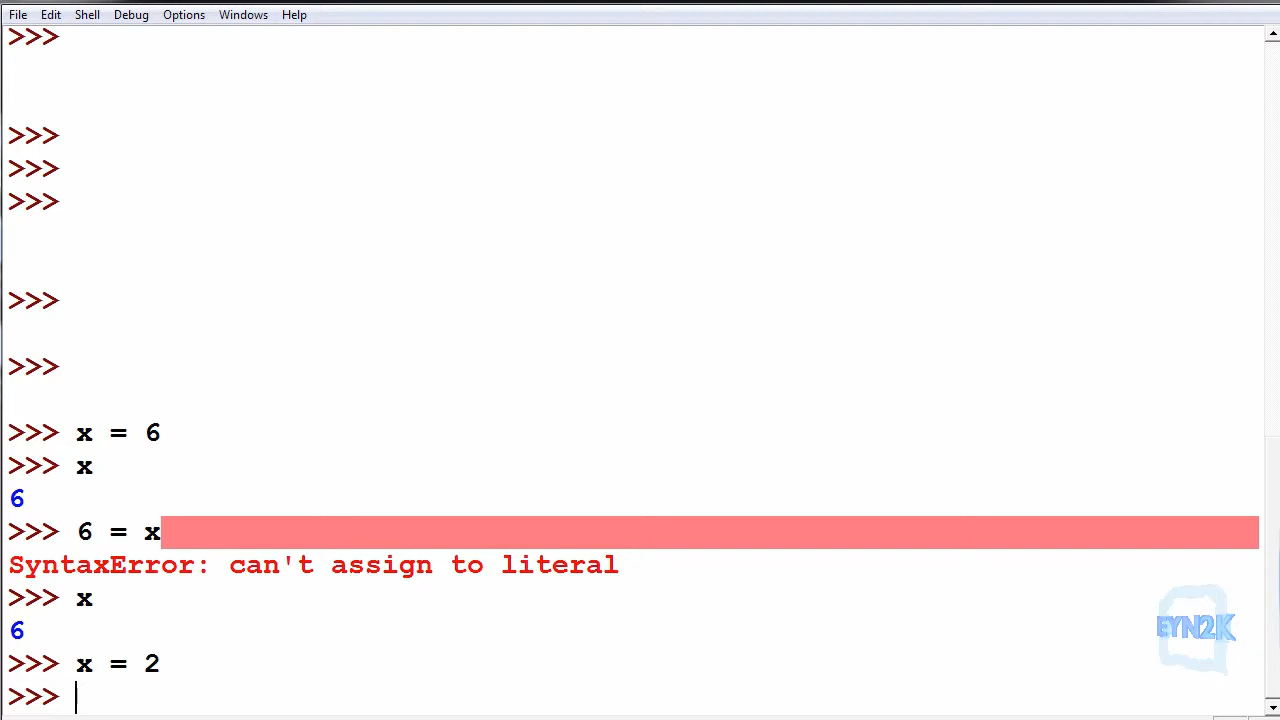 File Edit Shell Debug Options Windows Help
>>>
>>>
>>>
>>>
>>>
>>>
>>> x = 6
>>> x
6
>>> 6 = x
SyntaxError: can't assign to literal
>>> x
6
>>> x = 2
>>>
EYN2K